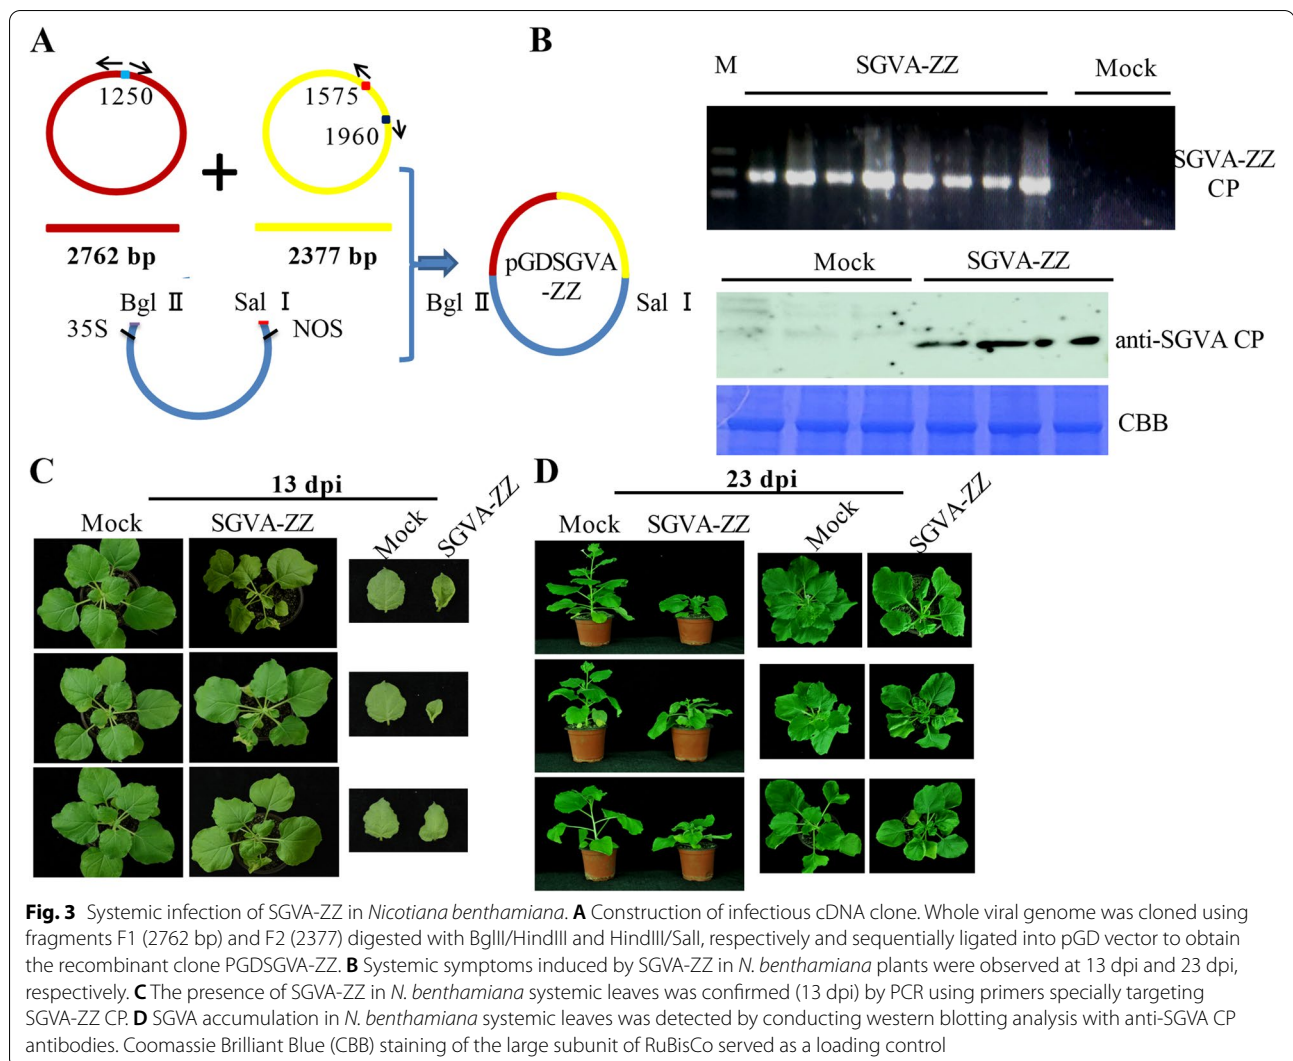 A
1250
1575
1960
+
2762 bp
2377 bp
Bgl Ⅱ
Sal Ⅰ
35S
NOS
pGDSGVA
-ZZ
Bgl Ⅱ
Sal Ⅰ
B
M
SGVA-ZZ
Mock
SGVA-ZZ
CP
Mock
SGVA-ZZ
anti-SGVA CP
CBB
C
13 dpi
Mock
SGVA-ZZ
Mock
SGVA-ZZ
D
23 dpi
Mock
SGVA-ZZ
Mock
SGVA-ZZ
Fig. 3 Systemic infection of SGVA-ZZ in Nicotiana benthamiana. A Construction of infectious cDNA clone. Whole viral genome was cloned using
fragments F1 (2762 bp) and F2 (2377) digested with BglII/HindIII and HindIII/SalI, respectively and sequentially ligated into pGD vector to obtain
the recombinant clone PGDSGVA-ZZ. B Systemic symptoms induced by SGVA-ZZ in N. benthamiana plants were observed at 13 dpi and 23 dpi,
respectively. C The presence of SGVA-ZZ in N. benthamiana systemic leaves was confirmed (13 dpi) by PCR using primers specially targeting
SGVA-ZZ CP. D SGVA accumulation in N. benthamiana systemic leaves was detected by conducting western blotting analysis with anti-SGVA CP
antibodies. Coomassie Brilliant Blue (CBB) staining of the large subunit of RuBisCo served as a loading control